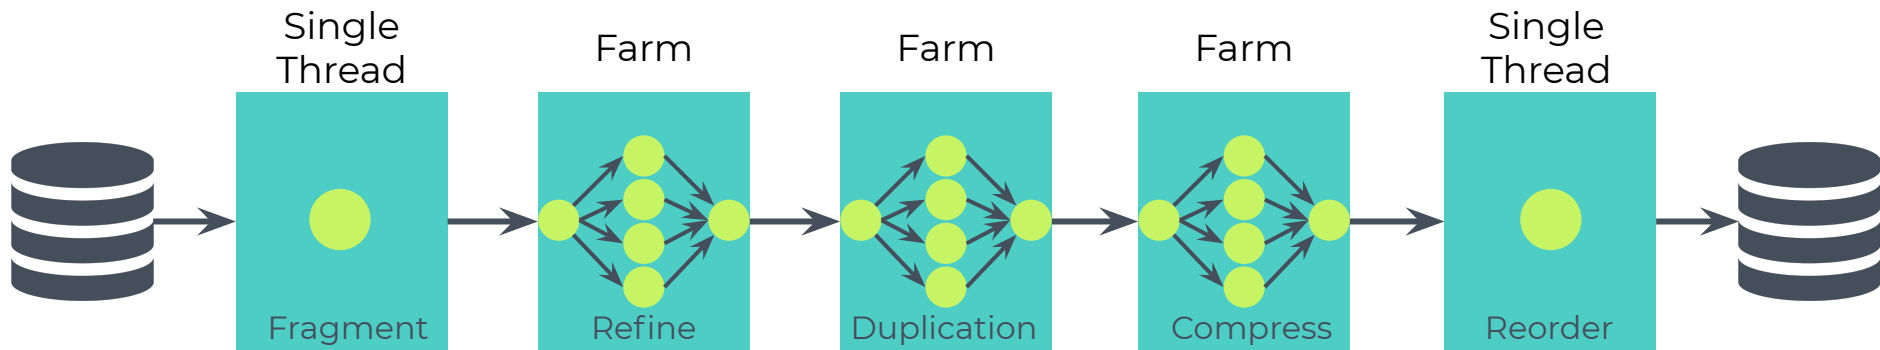 Single
Thread
Farm
Farm
Farm
Single
Thread
Fragment
Refine
Duplication
Compress
Reorder